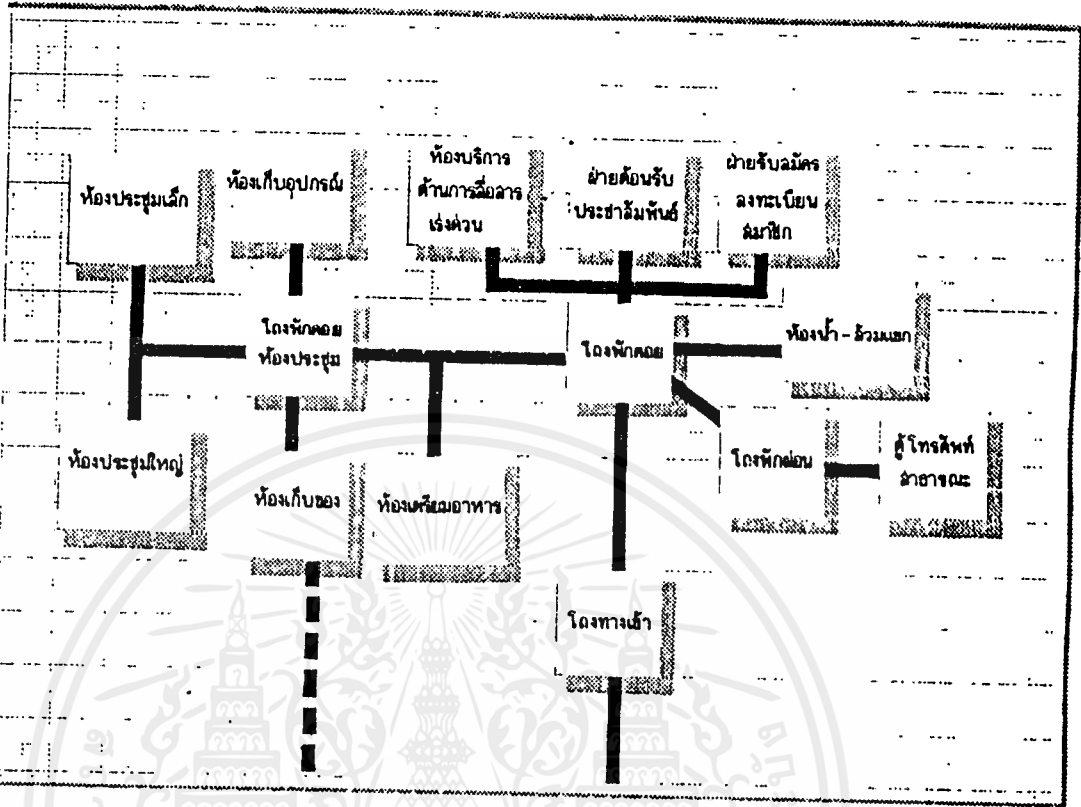 ห้องประชุมเล็ก
ห้องเก็บอุปกรณ์
ห้องบริการ
ด้านการสื่อสาร
เร่งด่วน
ฝ่ายต้อนรับ
ประชาสัมพันธ์
ฝ่ายรับสมัคร
ลงทะเบียน
สมาชิก
โถงพักคอย
ห้องประชุม
โถงพักคอย
ห้องน้ำ - ส้วมแขก
ห้องประชุมใหญ่
ห้องเก็บของ
ห้องเตรียมอาหาร
โถงพักผ่อน
ตู้โทรศัพท์
สาธารณะ
โถงทางเข้า